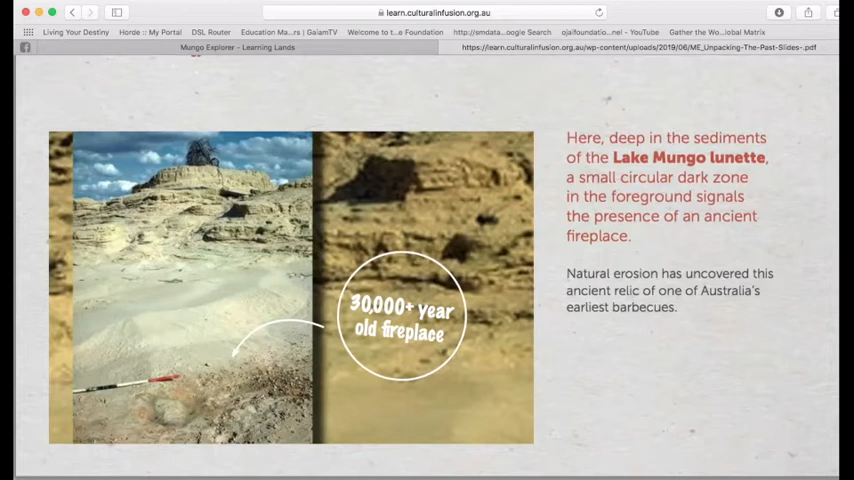 learn.culturalinfusion.org.au
Living Your Destiny
Horde :: My Portal
DSL Router
Education Ma...rs | GaiamTV
Welcome to t...e Foundation
http://smdata...oogle Search
ojaifoundation...nel - YouTube
Gather the Wo...lobal Matrix
Mungo Explorer – Learning Lands
https://learn.culturalinfusion.org.au/wp-content/uploads/2019/06/ME_Unpacking-The-Past-Slides-.pdf
Here, deep in the sediments
of the Lake Mungo lunette,
a small circular dark zone
in the foreground signals
the presence of an ancient
fireplace.
30,000+ year
old fireplace
Natural erosion has uncovered this
ancient relic of one of Australia's
earliest barbecues.